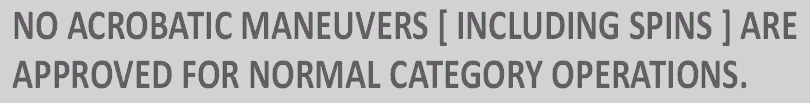 NO ACROBATIC MANEUVERS [ INCLUDING SPINS ] ARE
APPROVED FOR NORMAL CATEGORY OPERATIONS.